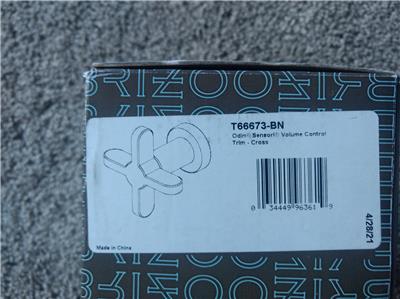 T66673-BN
Odin® Sensori® Volume Control
Trim - Cross
0 34449 96361 9
4/28/21
Made in China